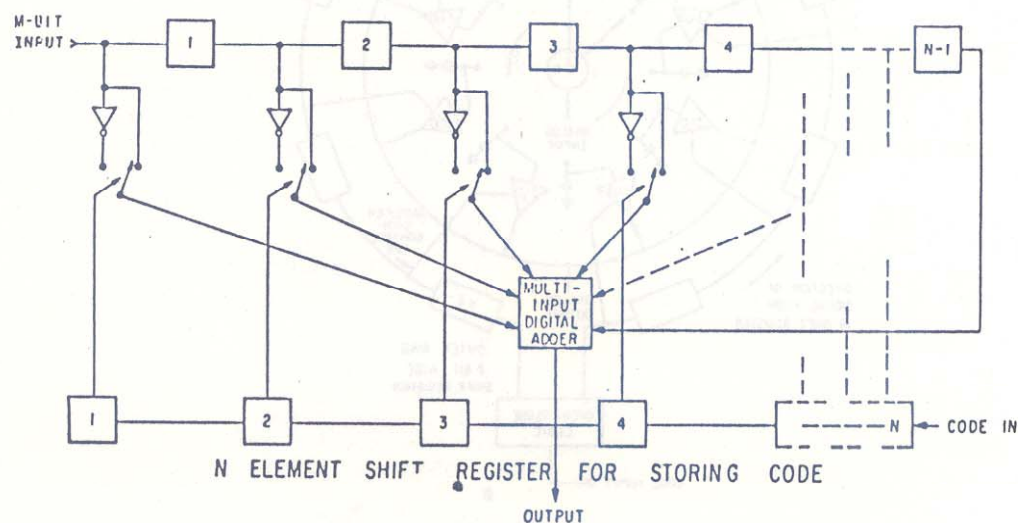 M-UIT
INPUT
1
2
3
4
N-1
MULTI-
INPUT
DIGITAL
ADDER
1
2
3
4
N
CODE IN
N ELEMENT SHIFT REGISTER FOR STORING CODE
OUTPUT